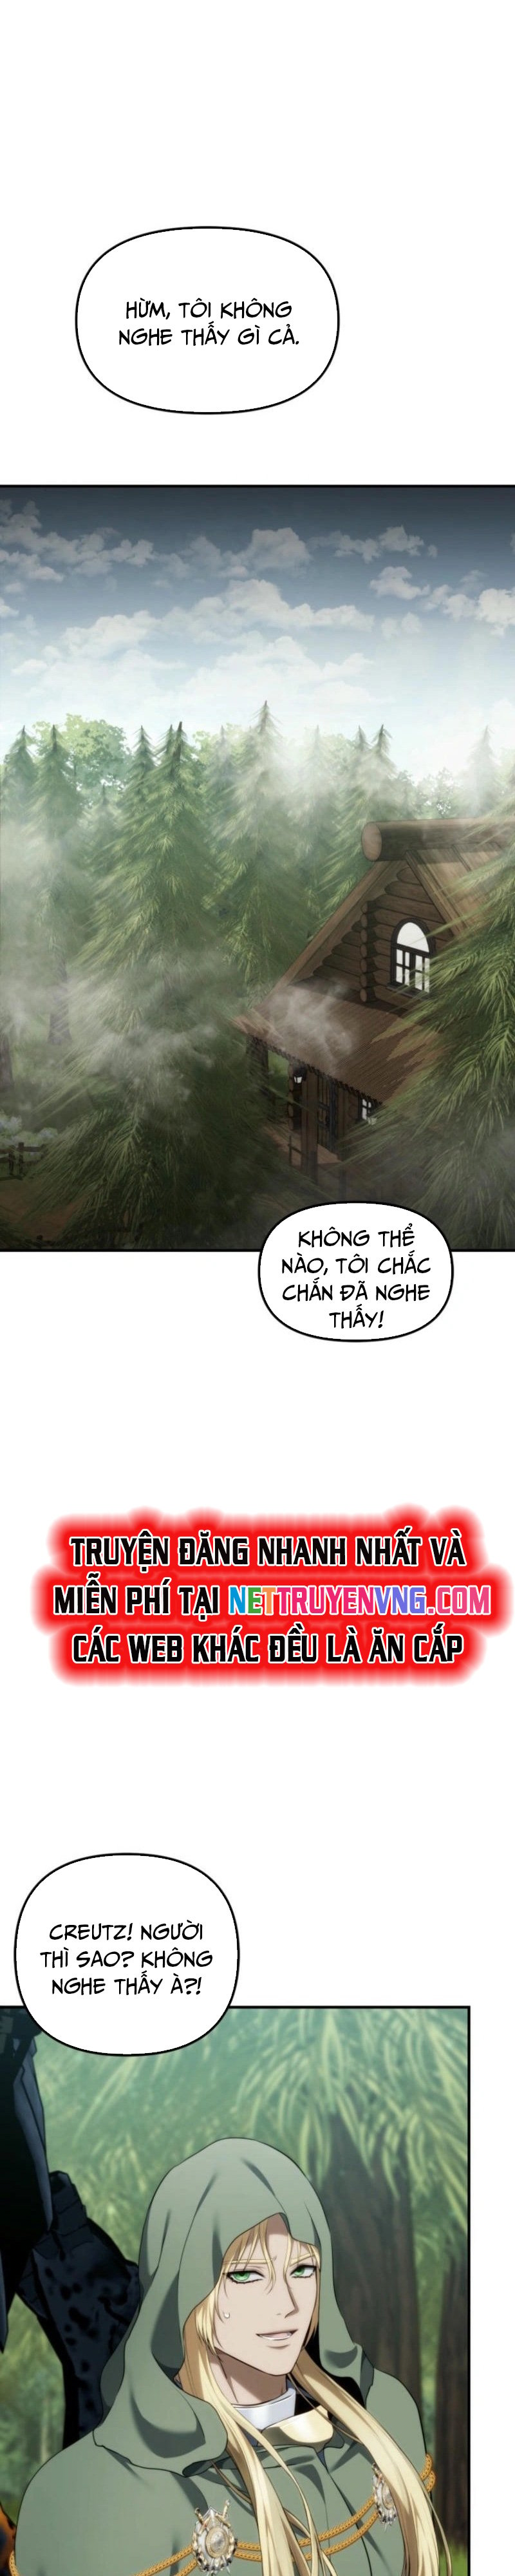 HỪM, TÔI KHÔNG
NGHE THẤY GÌ CẢ.
KHÔNG THỂ
NÀO, TÔI CHẮC
CHẮN ĐÃ NGHE
THẤY!
TRUYỆN ĐĂNG NHANH NHẤT VÀ
MIỄN PHÍ TẠI NETTRUYENVNG.COM
CÁC WEB KHÁC ĐỀU LÀ ĂN CẮP
CREUTZ! NGƯỜI
THÌ SAO? KHÔNG
NGHE THẤY À?!